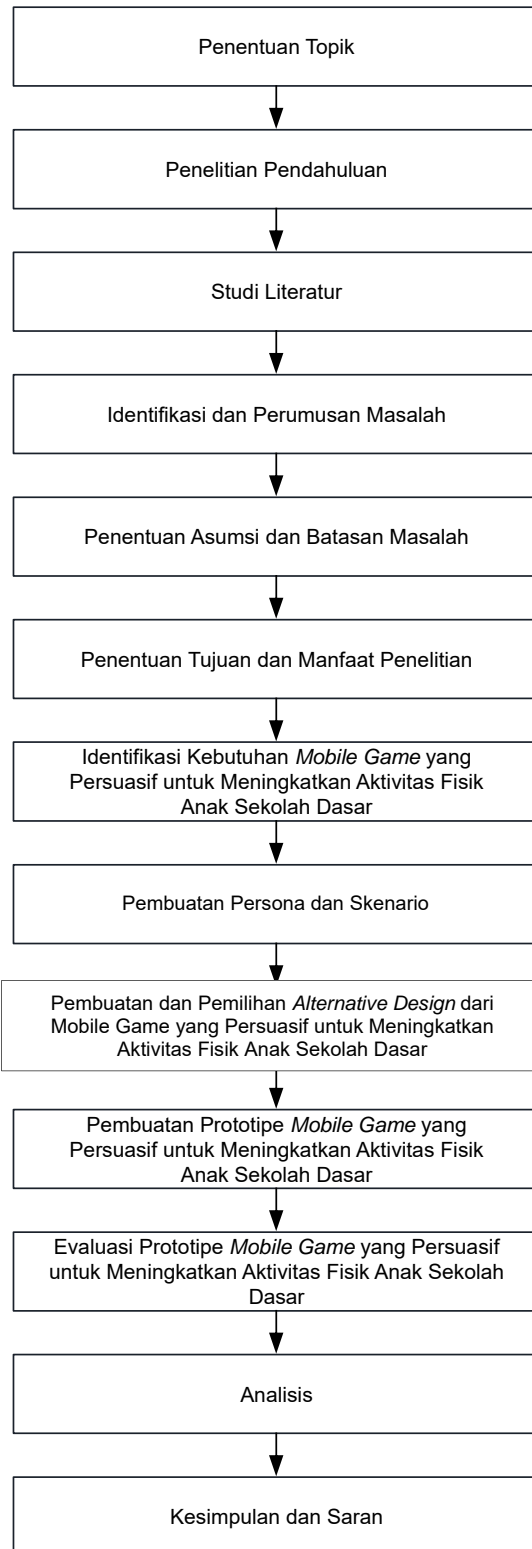 Penentuan Topik
Penelitian Pendahuluan
Studi Literatur
Identifikasi dan Perumusan Masalah
Penentuan Asumsi dan Batasan Masalah
Penentuan Tujuan dan Manfaat Penelitian
Identifikasi Kebutuhan Mobile Game yang
Persuasif untuk Meningkatkan Aktivitas Fisik
Anak Sekolah Dasar
Pembuatan Persona dan Skenario
Pembuatan dan Pemilihan Alternative Design dari
Mobile Game yang Persuasif untuk Meningkatkan
Aktivitas Fisik Anak Sekolah Dasar
Pembuatan Prototipe Mobile Game yang
Persuasif untuk Meningkatkan Aktivitas Fisik
Anak Sekolah Dasar
Evaluasi Prototipe Mobile Game yang Persuasif
untuk Meningkatkan Aktivitas Fisik Anak Sekolah
Dasar
Analisis
Kesimpulan dan Saran